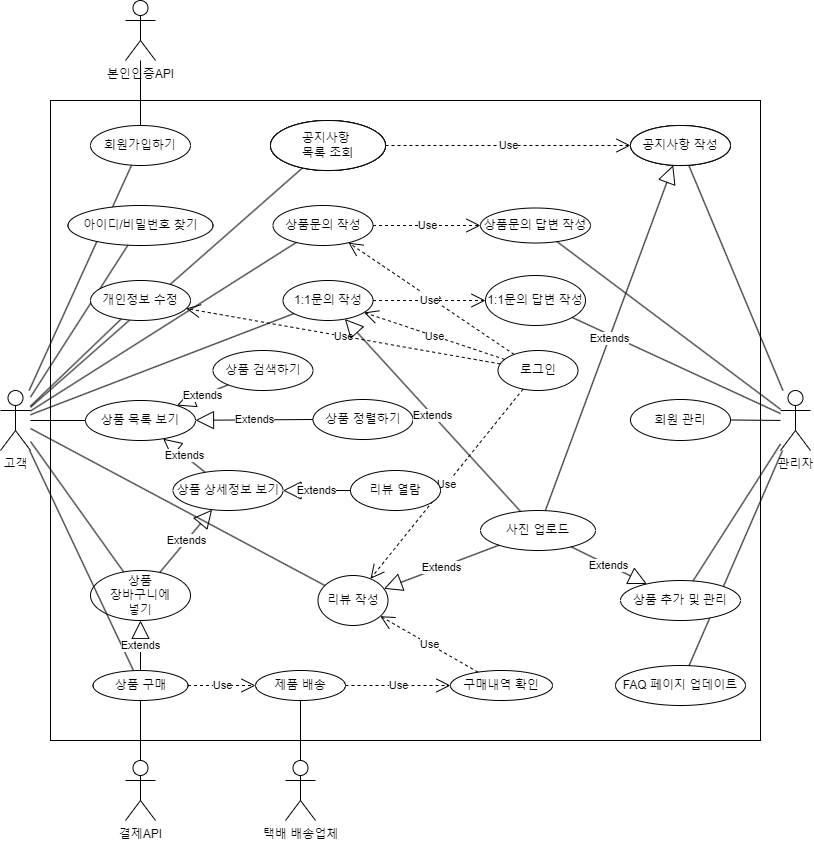 본인인증API
회원가입하기
공지사항
목록 조회
Use
공지사항 작성
아이디/비밀번호 찾기
상품문의 작성
Use
상품문의 답변 작성
개인정보 수정
1:1문의 작성
Use
1:1문의 답변 작성
Use
Use
Extends
상품 검색하기
로그인
Extends
고객
상품 목록 보기
Extends
상품 정렬하기
Extends
회원 관리
관리자
Extends
상품 상세정보 보기
Extends
리뷰 열람
Use
사진 업로드
Extends
Extends
Extends
상품
장바구니에
넣기
리뷰 작성
상품 추가 및 관리
Extends
Use
상품 구매
Use
제품 배송
Use
구매내역 확인
FAQ 페이지 업데이트
결제API
택배 배송업체